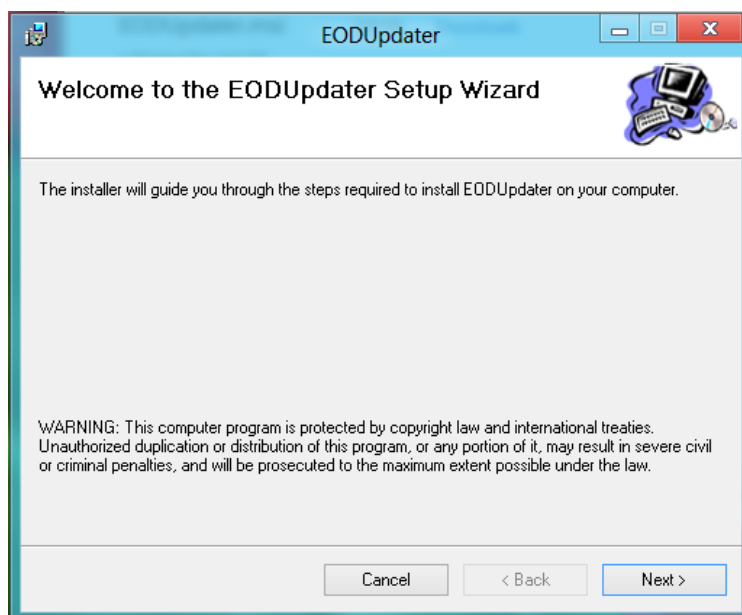 EODUpdater
Welcome to the EODUpdater Setup Wizard
The installer will guide you through the steps required to install EODUpdater on your computer.
WARNING: This computer program is protected by copyright law and international treaties.
Unauthorized duplication or distribution of this program, or any portion of it, may result in severe civil
or criminal penalties, and will be prosecuted to the maximum extent possible under the law.
Cancel
< Back
Next >